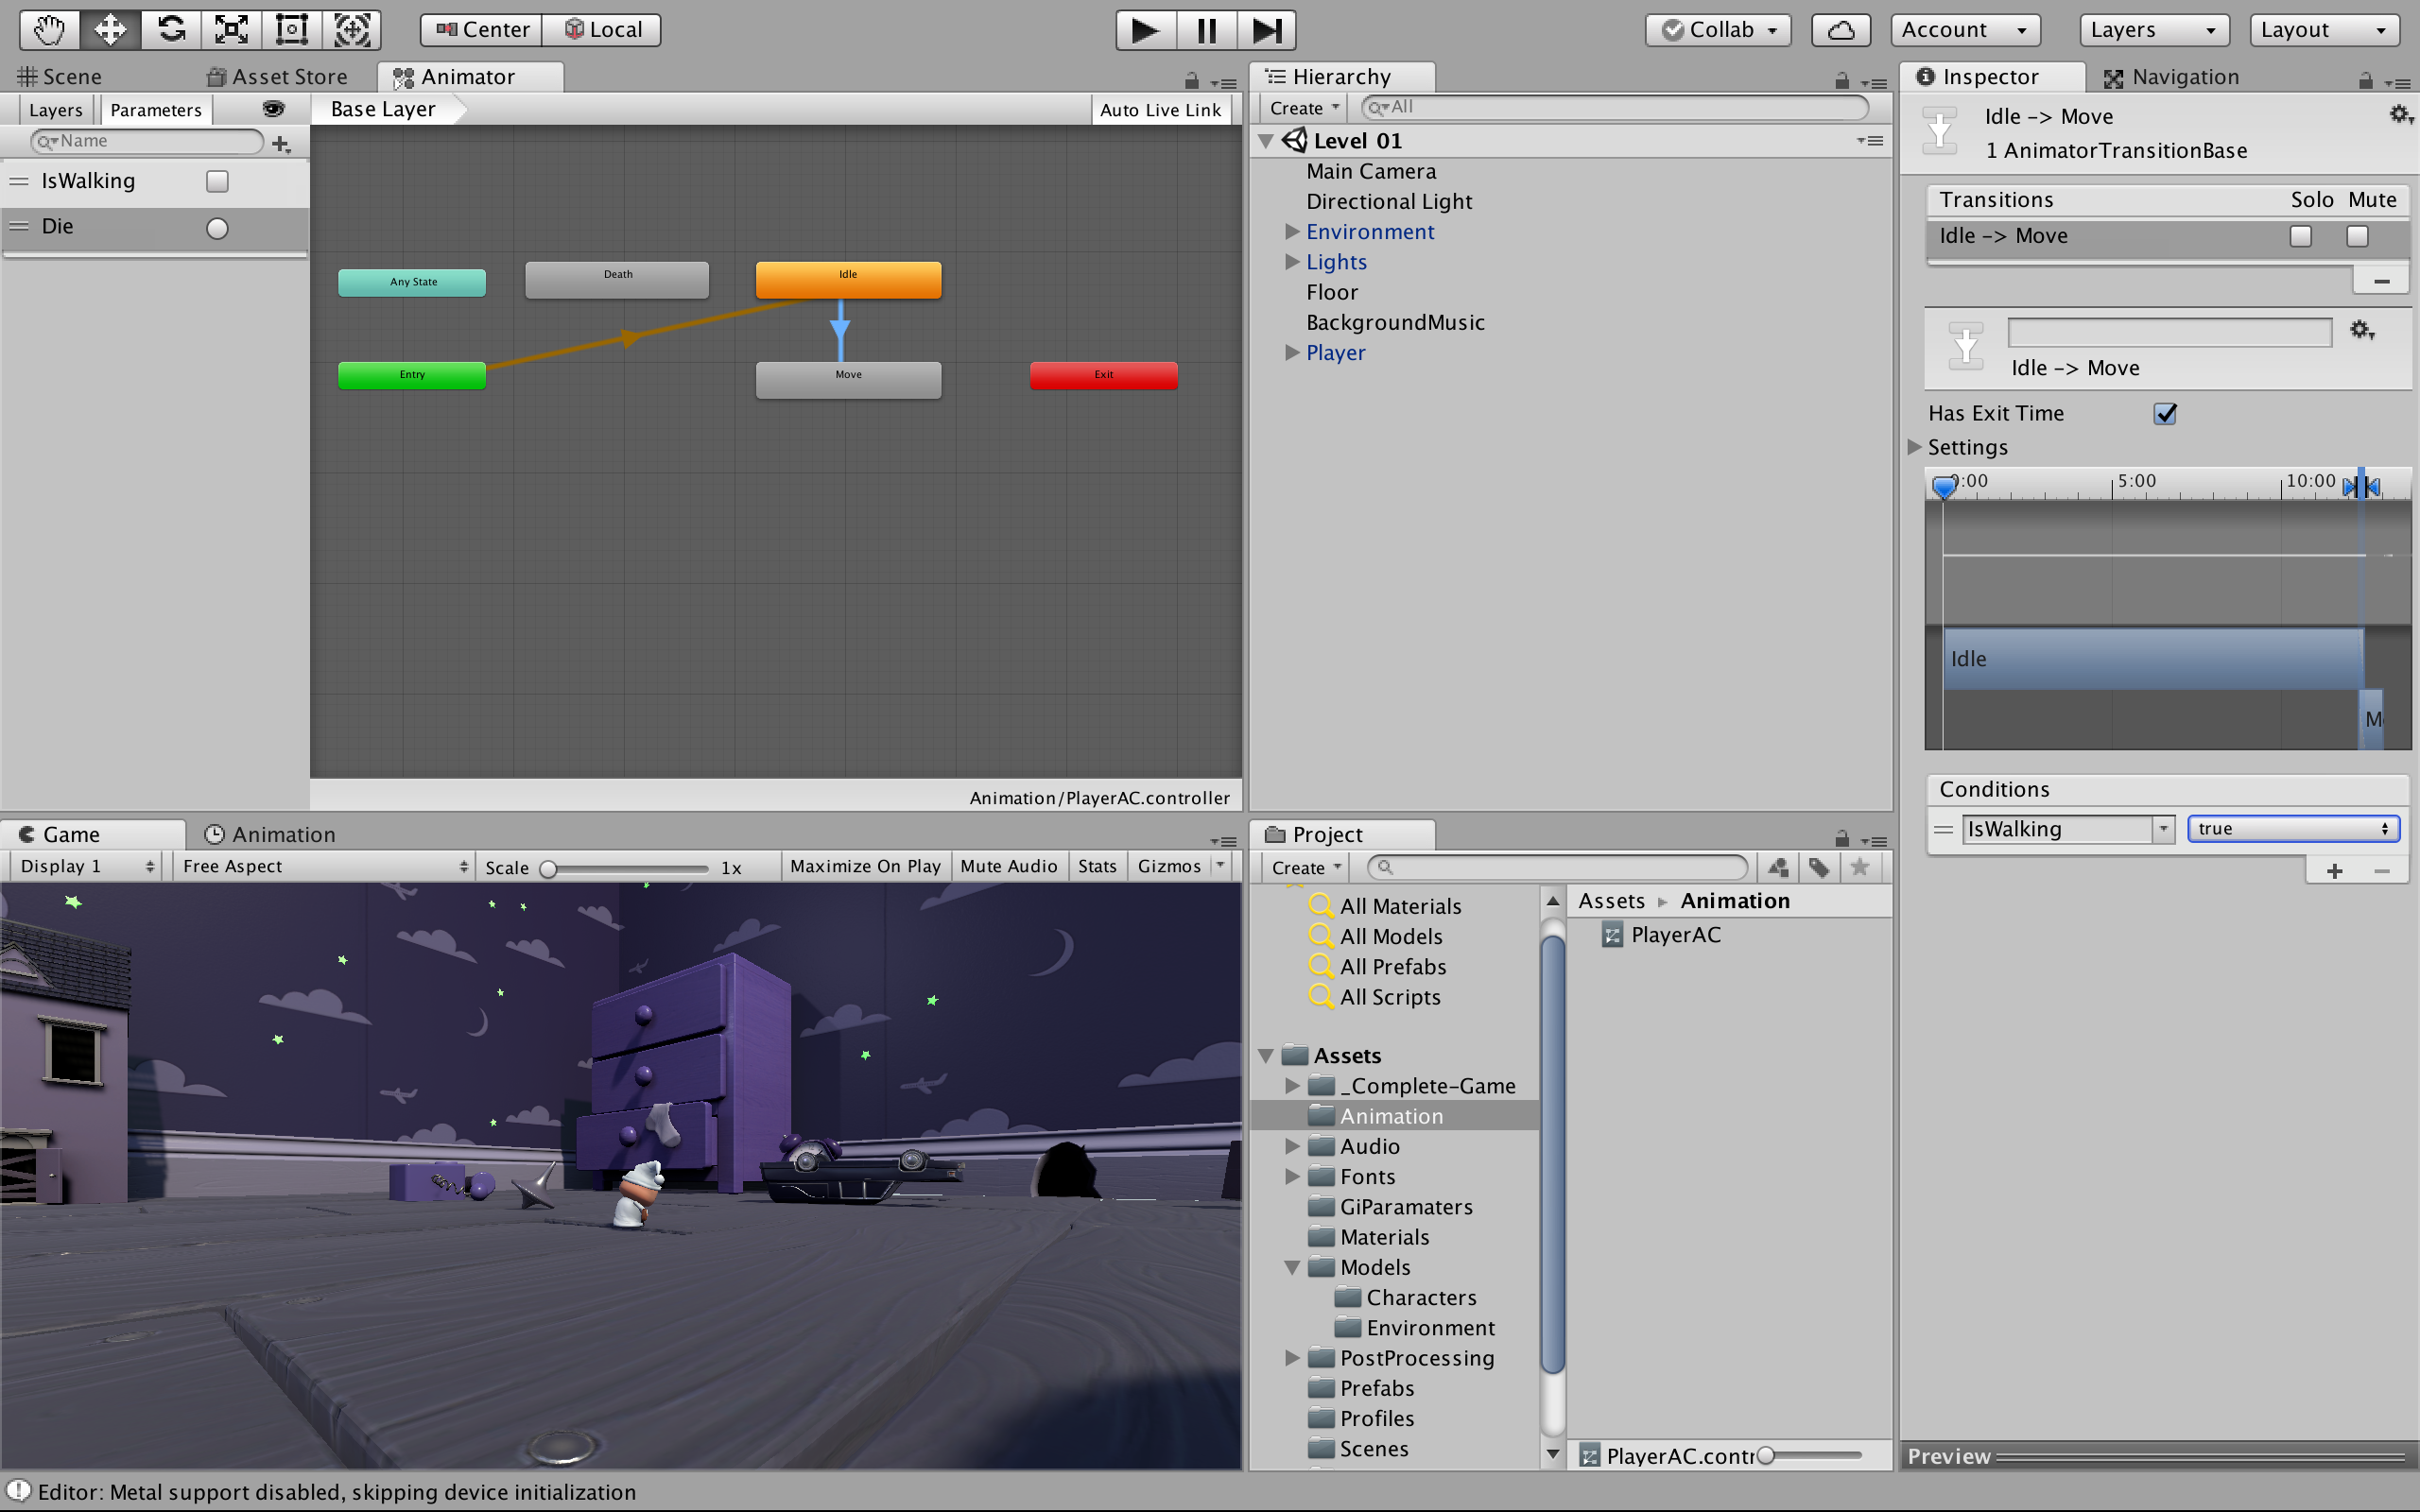 Center Local Collab Account Layers Layout
Scene Asset Store Animator
Layers Parameters Base Layer Auto Live Link
Name
IsWalking
Die
Any State
Death
Idle
Entry
Move
Exit
Animation/PlayerAC.controller
Hierarchy
Create All
Level 01
Main Camera
Directional Light
Environment
Lights
Floor
BackgroundMusic
Player
Inspector Navigation
Idle -> Move
1 AnimatorTransitionBase
Transitions Solo Mute
Idle -> Move
Idle -> Move
Has Exit Time
Settings
:00 5:00 10:00
Idle
M
Conditions
IsWalking true
Preview
Game Animation
Display 1 Free Aspect Scale 1x Maximize On Play Mute Audio Stats Gizmos
Project
Create
All Materials
All Models
All Prefabs
All Scripts
Assets
_Complete-Game
Animation
Audio
Fonts
GiParamaters
Materials
Models
Characters
Environment
PostProcessing
Prefabs
Profiles
Scenes
Assets Animation
PlayerAC
PlayerAC.contr
Editor: Metal support disabled, skipping device initialization